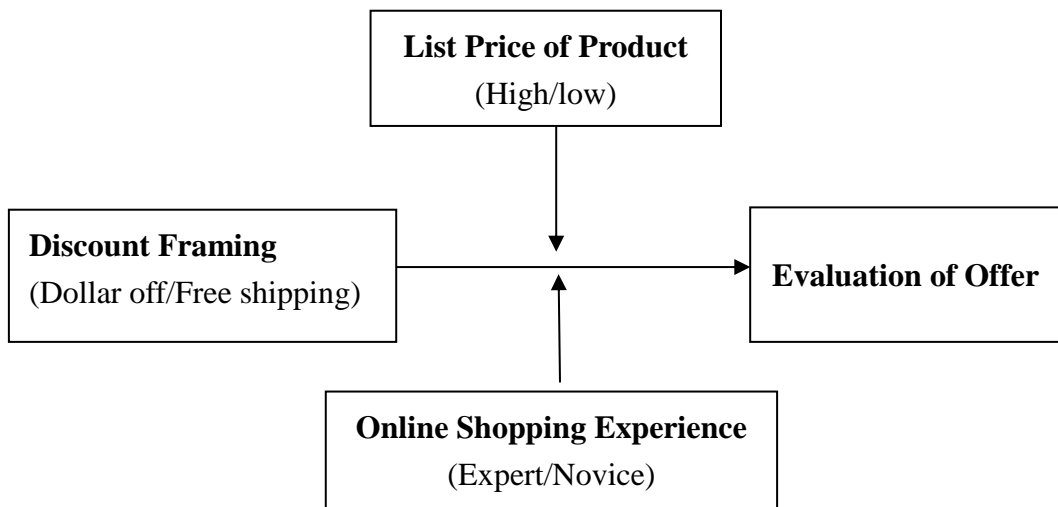 List Price of Product
(High/low)
Discount Framing
(Dollar off/Free shipping)
Evaluation of Offer
Online Shopping Experience
(Expert/Novice)